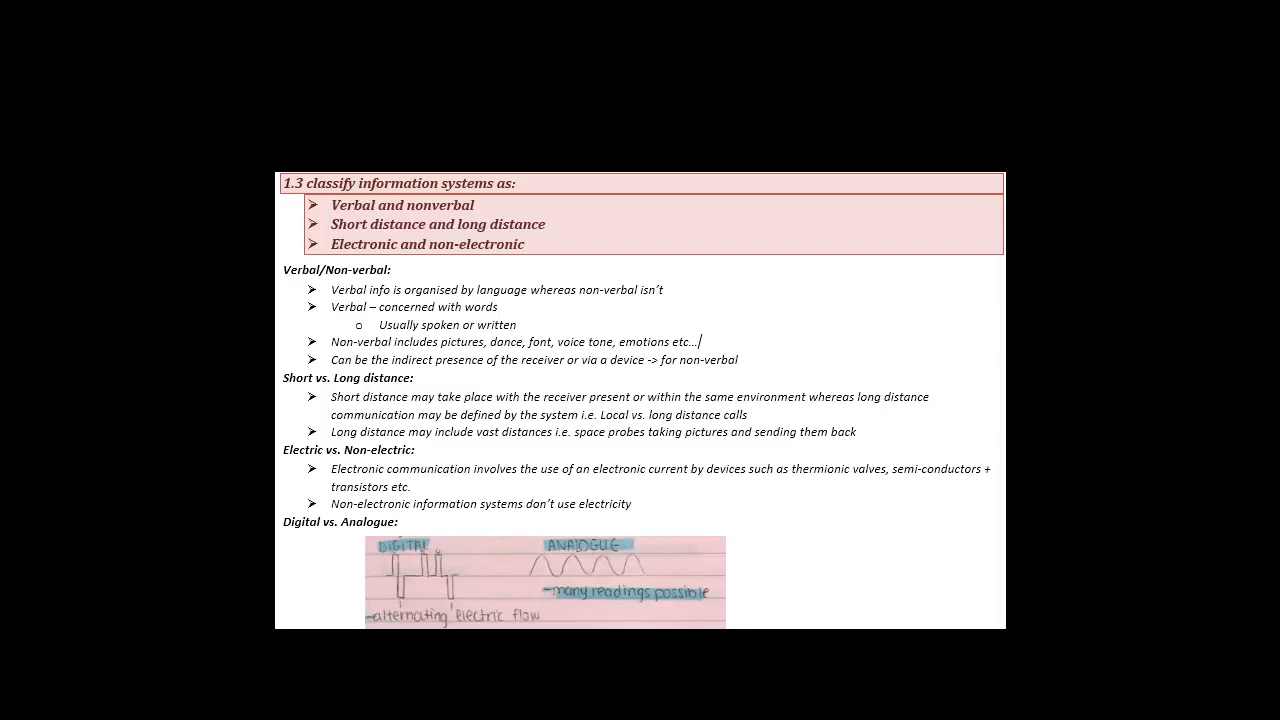 1.3 classify information systems as:
➢ Verbal and nonverbal
➢ Short distance and long distance
➢ Electronic and non-electronic
Verbal/Non-verbal:
➢ Verbal info is organised by language whereas non-verbal isn't
➢ Verbal – concerned with words
o Usually spoken or written
➢ Non-verbal includes pictures, dance, font, voice tone, emotions etc…
➢ Can be the indirect presence of the receiver or via a device -> for non-verbal
Short vs. Long distance:
➢ Short distance may take place with the receiver present or within the same environment whereas long distance
communication may be defined by the system i.e. Local vs. long distance calls
➢ Long distance may include vast distances i.e. space probes taking pictures and sending them back
Electric vs. Non-electric:
➢ Electronic communication involves the use of an electronic current by devices such as thermionic valves, semi-conductors +
transistors etc.
➢ Non-electronic information systems don't use electricity
Digital vs. Analogue:
DIGITAL ANALOGUE
-many readings possible
-alternating electric flow